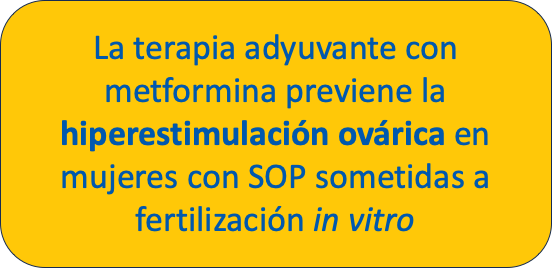 La terapia adyuvante con
metformina previene la
hiperestimulación ovárica en
mujeres con SOP sometidas a
fertilización in vitro